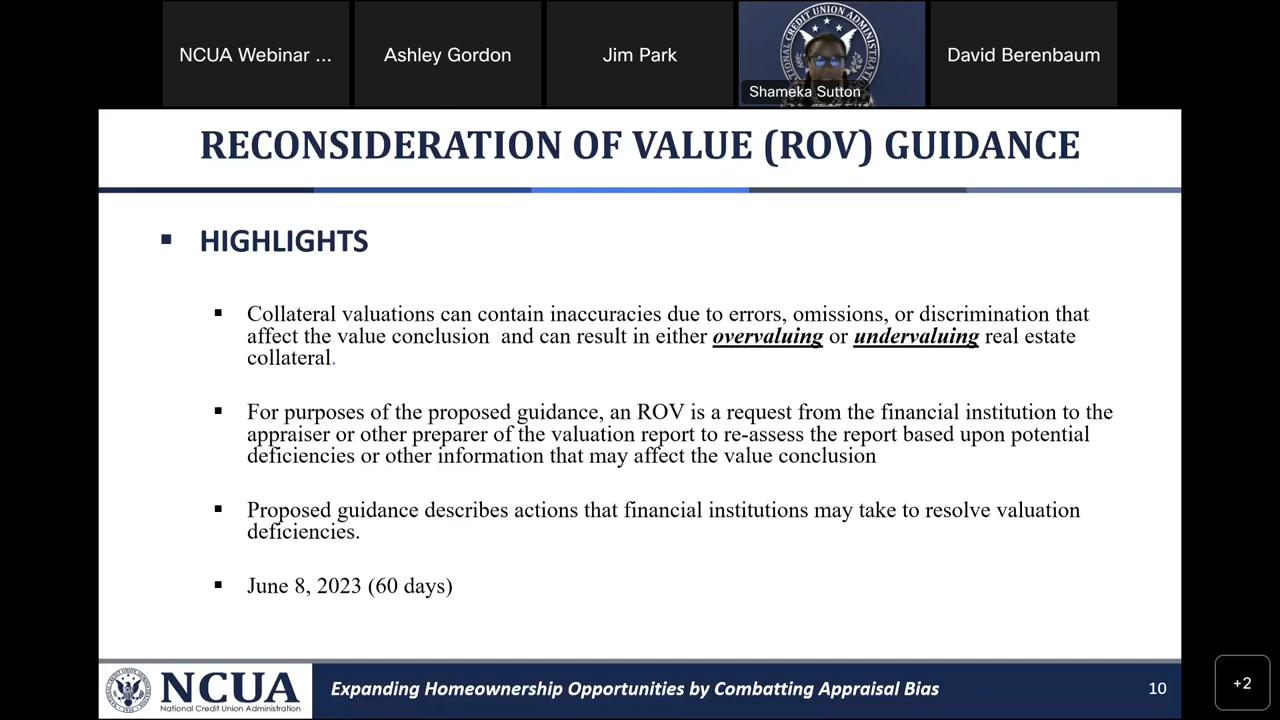 NCUA Webinar ...
Ashley Gordon
Jim Park
NATIONAL CREDIT UNION ADMINISTRATION
Shameka Sutton
David Berenbaum
RECONSIDERATION OF VALUE (ROV) GUIDANCE
▪ HIGHLIGHTS
▪ Collateral valuations can contain inaccuracies due to errors, omissions, or discrimination that
affect the value conclusion  and can result in either overvaluing or undervaluing real estate
collateral.
▪ For purposes of the proposed guidance, an ROV is a request from the financial institution to the
appraiser or other preparer of the valuation report to re-assess the report based upon potential
deficiencies or other information that may affect the value conclusion
▪ Proposed guidance describes actions that financial institutions may take to resolve valuation
deficiencies.
▪ June 8, 2023 (60 days)
NCUA
National Credit Union Administration
Expanding Homeownership Opportunities by Combatting Appraisal Bias
10
+2